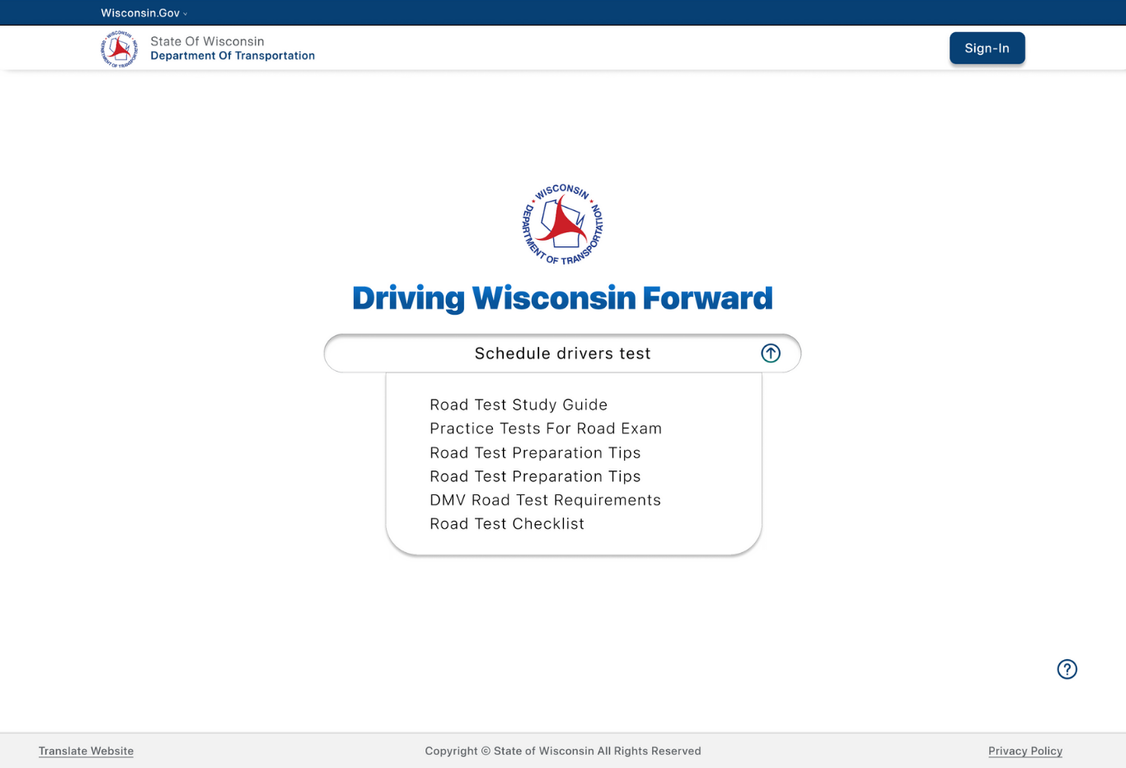 Wisconsin.Gov
State Of Wisconsin
Department Of Transportation
Sign-In
WISCONSIN
DEPARTMENT OF TRANSPORTATION
Driving Wisconsin Forward
Schedule drivers test
Road Test Study Guide
Practice Tests For Road Exam
Road Test Preparation Tips
Road Test Preparation Tips
DMV Road Test Requirements
Road Test Checklist
?
Translate Website
Copyright © State of Wisconsin All Rights Reserved
Privacy Policy